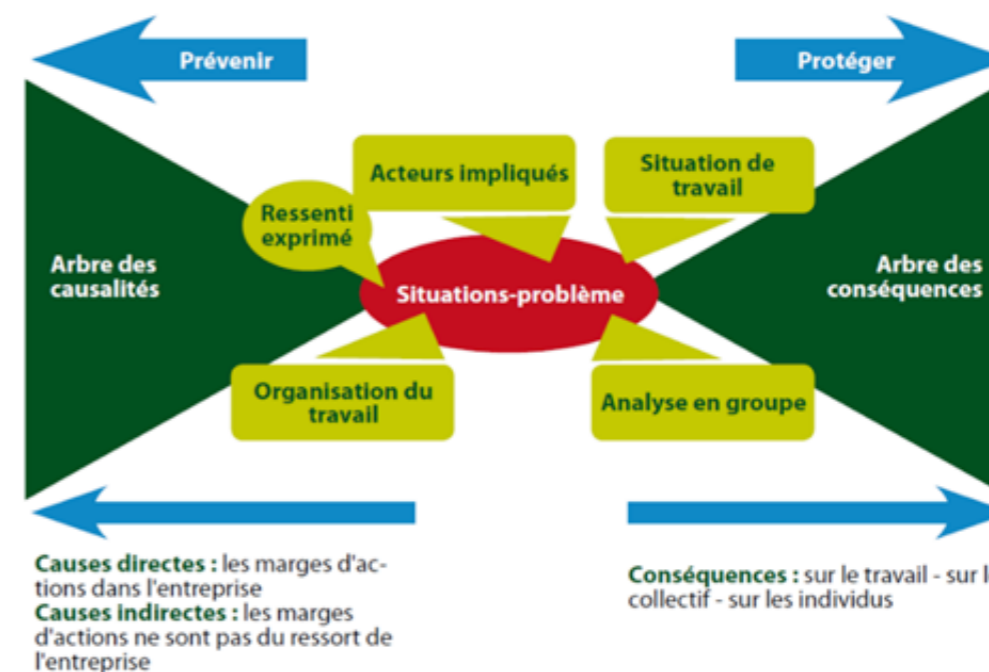 Prévenir
Protéger
Acteurs impliqués
Situation de
travail
Ressenti
exprimé
Arbre des
causalités
Situations-problème
Arbre des
conséquences
Organisation du
travail
Analyse en groupe
Causes directes : les marges d'ac-
tions dans l'entreprise
Causes indirectes : les marges
d'actions ne sont pas du ressort de
l'entreprise
Conséquences : sur le travail - sur
collectif - sur les individus